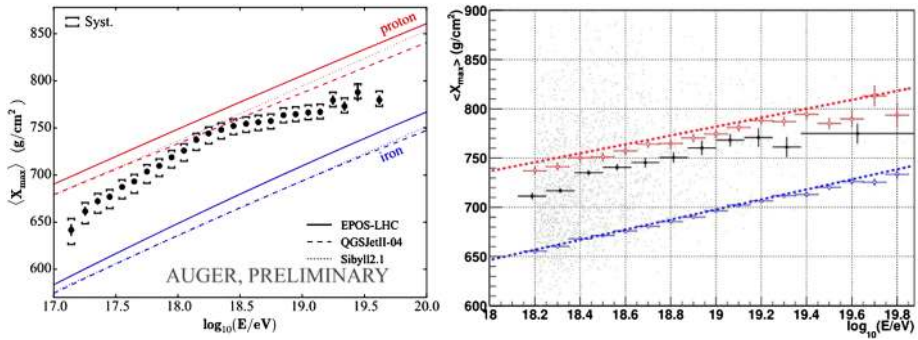 850
800
750
700
650
600
17.0
17.5
18.0
18.5
19.0
19.5
20.0
⟨X_max⟩ (g/cm²)
log₁₀(E/eV)
Syst.
proton
iron
EPOS-LHC
QGSJetII-04
Sibyll2.1
AUGER, PRELIMINARY
<X_max> (g/cm²)
900
850
800
750
700
650
600
18
18.2
18.4
18.6
18.8
19
19.2
19.4
19.6
19.8
log₁₀(E/eV)